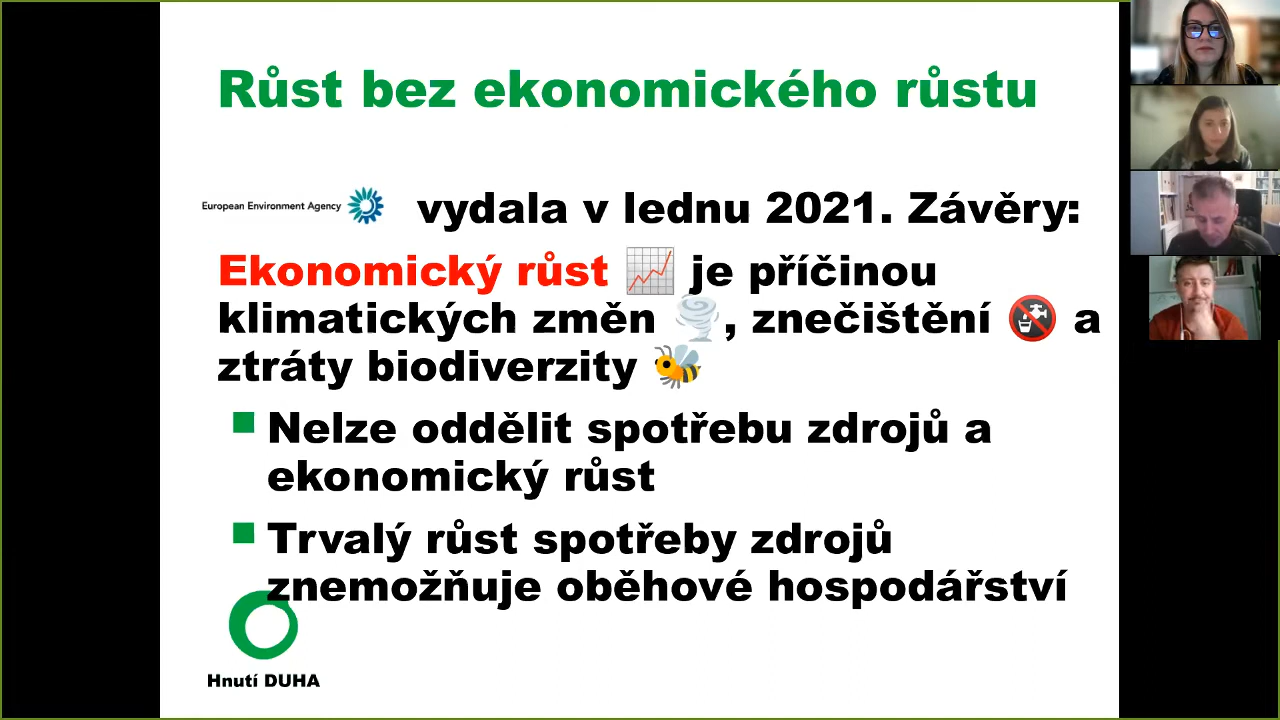 Růst bez ekonomického růstu
European Environment Agency vydala v lednu 2021. Závěry:
Ekonomický růst 📈 je příčinou
klimatických změn 🌪️, znečištění 🚱 a
ztráty biodiverzity 🐝
Nelze oddělit spotřebu zdrojů a
ekonomický růst
Trvalý růst spotřeby zdrojů
znemožňuje oběhové hospodářství
Hnutí DUHA